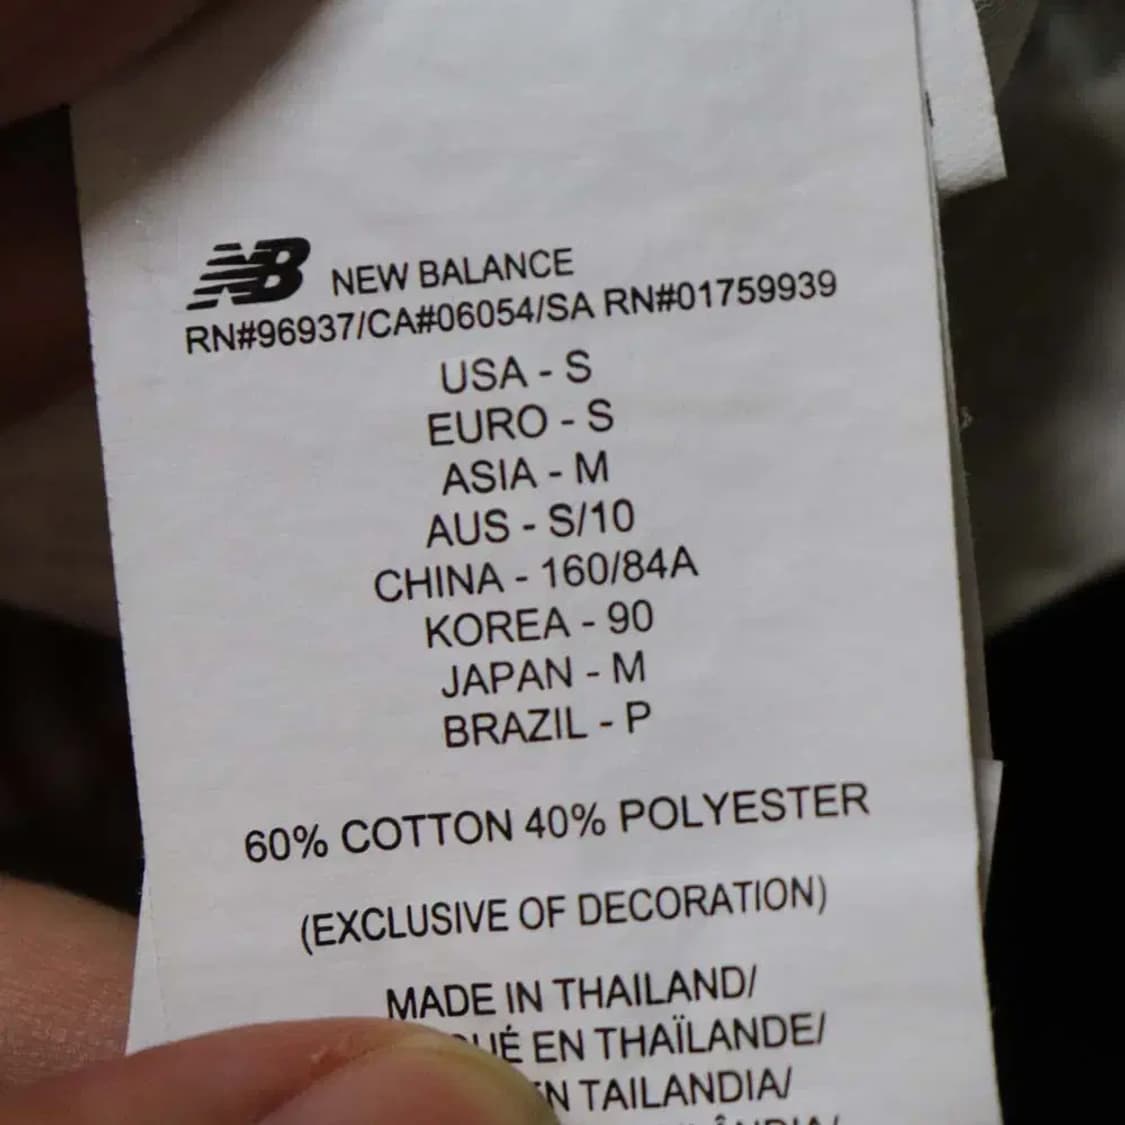 NB NEW BALANCE
RN#96937/CA#06054/SA RN#01759939
USA - S
EURO - S
ASIA - M
AUS - S/10
CHINA - 160/84A
KOREA - 90
JAPAN - M
BRAZIL - P
60% COTTON 40% POLYESTER
(EXCLUSIVE OF DECORATION)
MADE IN THAILAND/
EN THAÏLANDE/
TAILANDIA/